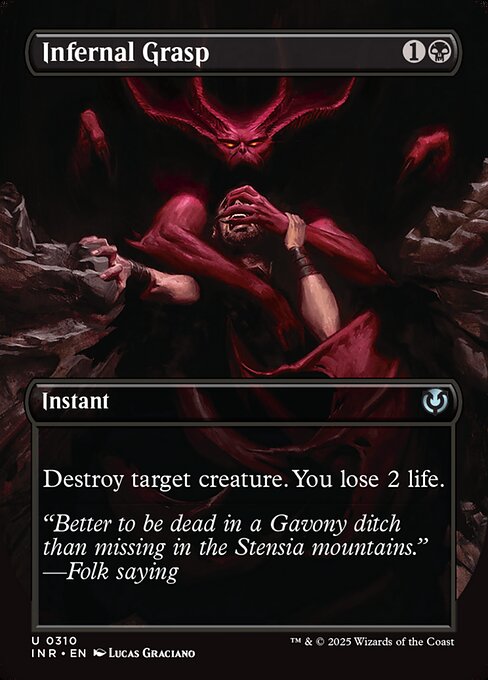 Infernal Grasp 1
Instant
Destroy target creature. You lose 2 life.
“Better to be dead in a Gavony ditch
than missing in the Stensia mountains.”
—Folk saying
U 0310
INR • EN Lucas Graciano
™ & © 2025 Wizards of the Coast